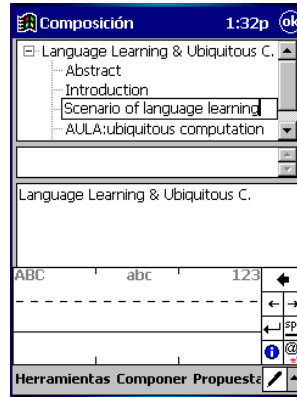 Composición 1:32p ok
Language Learning & Ubiquitous C.
Abstract
Introduction
Scenario of language learning
AULA:ubiquitous computation
Language Learning & Ubiquitous C.
ABC abc 123
sp
@
*
Herramientas Componer Propuesta